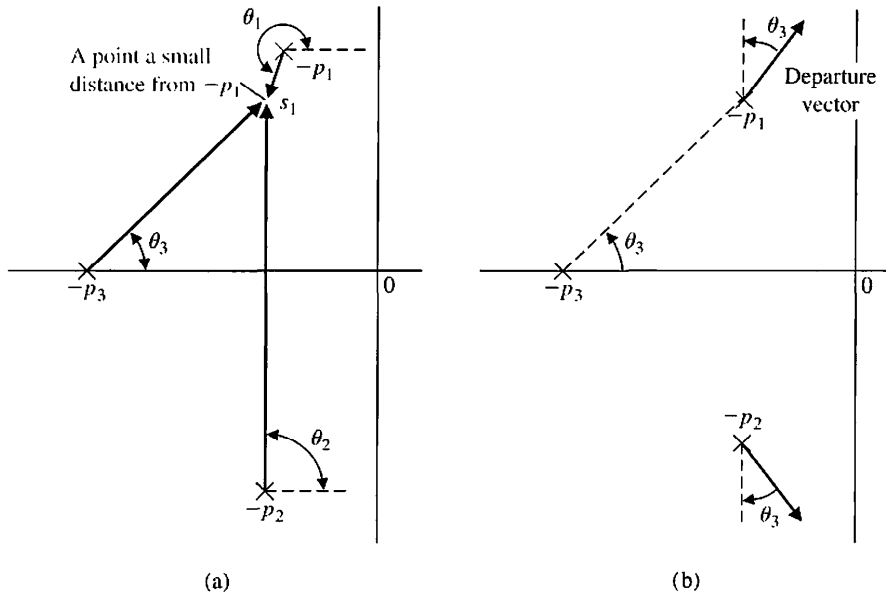 θ1
A point a small
distance from −p1
−p1
s1
θ3
−p3
0
θ2
−p2
(a)
θ3
Departure
vector
−p1
θ3
−p3
0
−p2
θ3
(b)